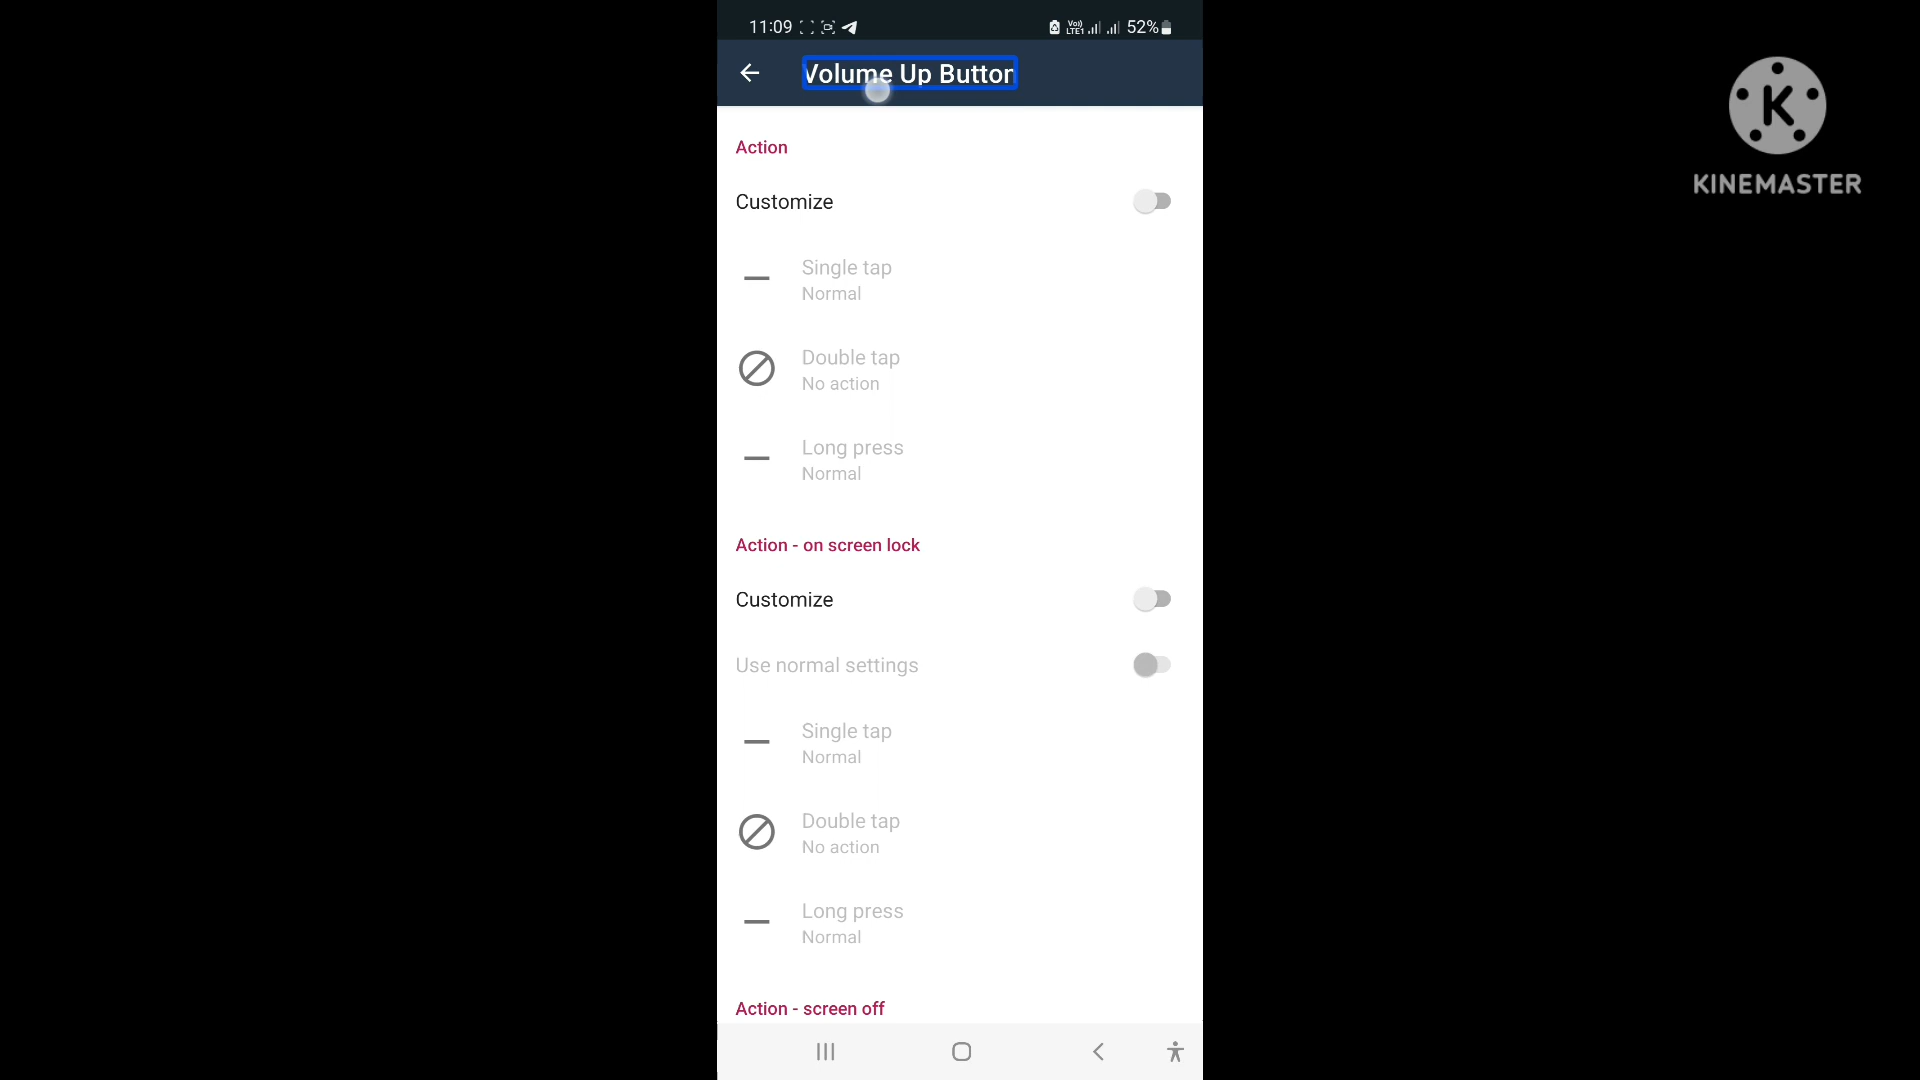 11:09
Vo)) LTE1 52%
Volume Up Button
Action
Customize
Single tap
Normal
Double tap
No action
Long press
Normal
Action - on screen lock
Customize
Use normal settings
Single tap
Normal
Double tap
No action
Long press
Normal
Action - screen off
K
KINEMASTER